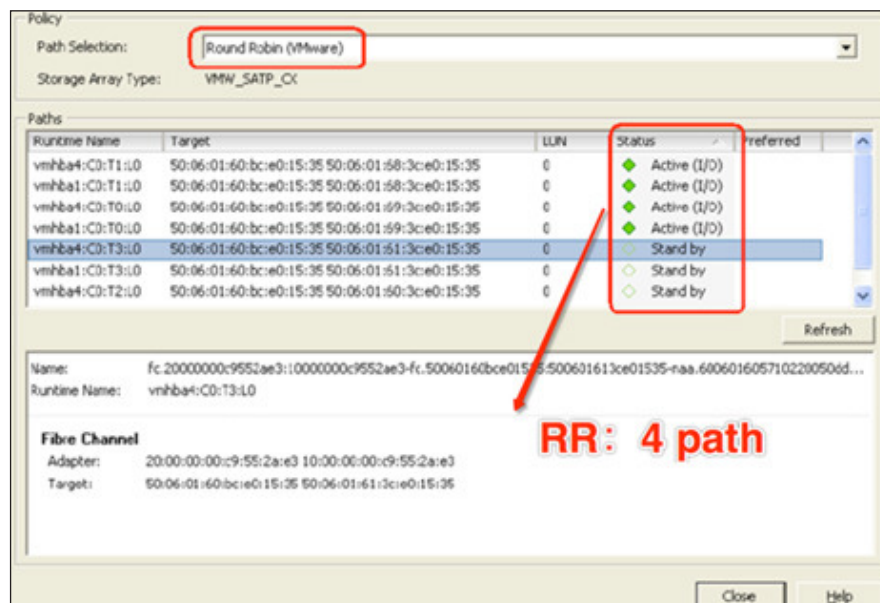 Policy
Path Selection: Round Robin (VMware)
Storage Array Type: VMW_SATP_CX
Paths
Runtime Name Target LUN Status Preferred
vmhba4:C0:T1:L0 50:06:01:60:bc:e0:15:35 50:06:01:68:3c:e0:15:35 0 Active (I/O)
vmhba1:C0:T1:L0 50:06:01:60:bc:e0:15:35 50:06:01:68:3c:e0:15:35 0 Active (I/O)
vmhba4:C0:T0:L0 50:06:01:60:bc:e0:15:35 50:06:01:69:3c:e0:15:35 0 Active (I/O)
vmhba1:C0:T0:L0 50:06:01:60:bc:e0:15:35 50:06:01:69:3c:e0:15:35 0 Active (I/O)
vmhba4:C0:T3:L0 50:06:01:60:bc:e0:15:35 50:06:01:61:3c:e0:15:35 0 Stand by
vmhba1:C0:T3:L0 50:06:01:60:bc:e0:15:35 50:06:01:61:3c:e0:15:35 0 Stand by
vmhba4:C0:T2:L0 50:06:01:60:bc:e0:15:35 50:06:01:60:3c:e0:15:35 0 Stand by
Refresh
Name:
Runtime Name: vmhba4:C0:T3:L0
RR： 4 path
Fibre Channel
Adapter: 20:00:00:00:c9:55:2a:e3 10:00:00:00:c9:55:2a:e3
Target: 50:06:01:60:bc:e0:15:35 50:06:01:61:3c:e0:15:35
Close Help